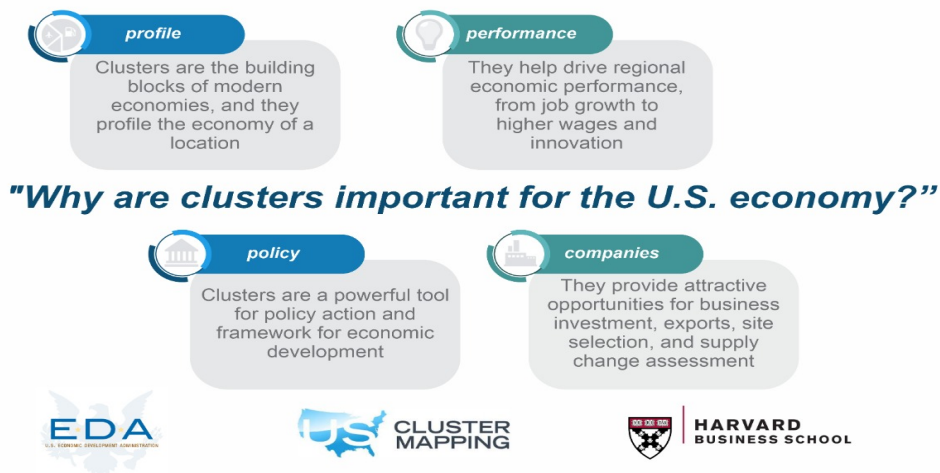 profile
Clusters are the building
blocks of modern
economies, and they
profile the economy of a
location
performance
They help drive regional
economic performance,
from job growth to
higher wages and
innovation
"Why are clusters important for the U.S. economy?”
policy
Clusters are a powerful tool
for policy action and
framework for economic
development
companies
They provide attractive
opportunities for business
investment, exports, site
selection, and supply
change assessment
EDA
U.S. ECONOMIC DEVELOPMENT ADMINISTRATION
US CLUSTER
MAPPING
HARVARD
BUSINESS SCHOOL